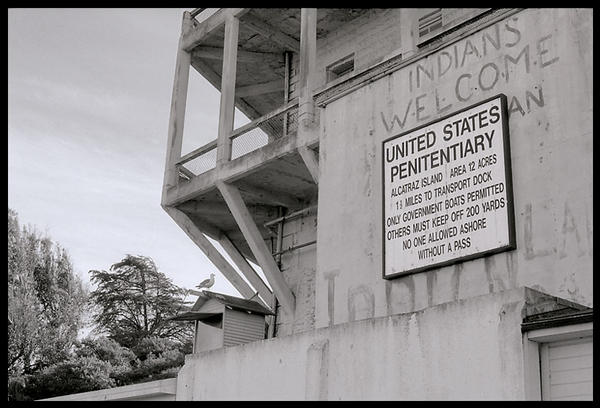 INDIANS
WELCOME
UNITED STATES
PENITENTIARY
ALCATRAZ ISLAND AREA 12 ACRES
1½ MILES TO TRANSPORT DOCK
ONLY GOVERNMENT BOATS PERMITTED
OTHERS MUST KEEP OFF 200 YARDS
NO ONE ALLOWED ASHORE
WITHOUT A PASS